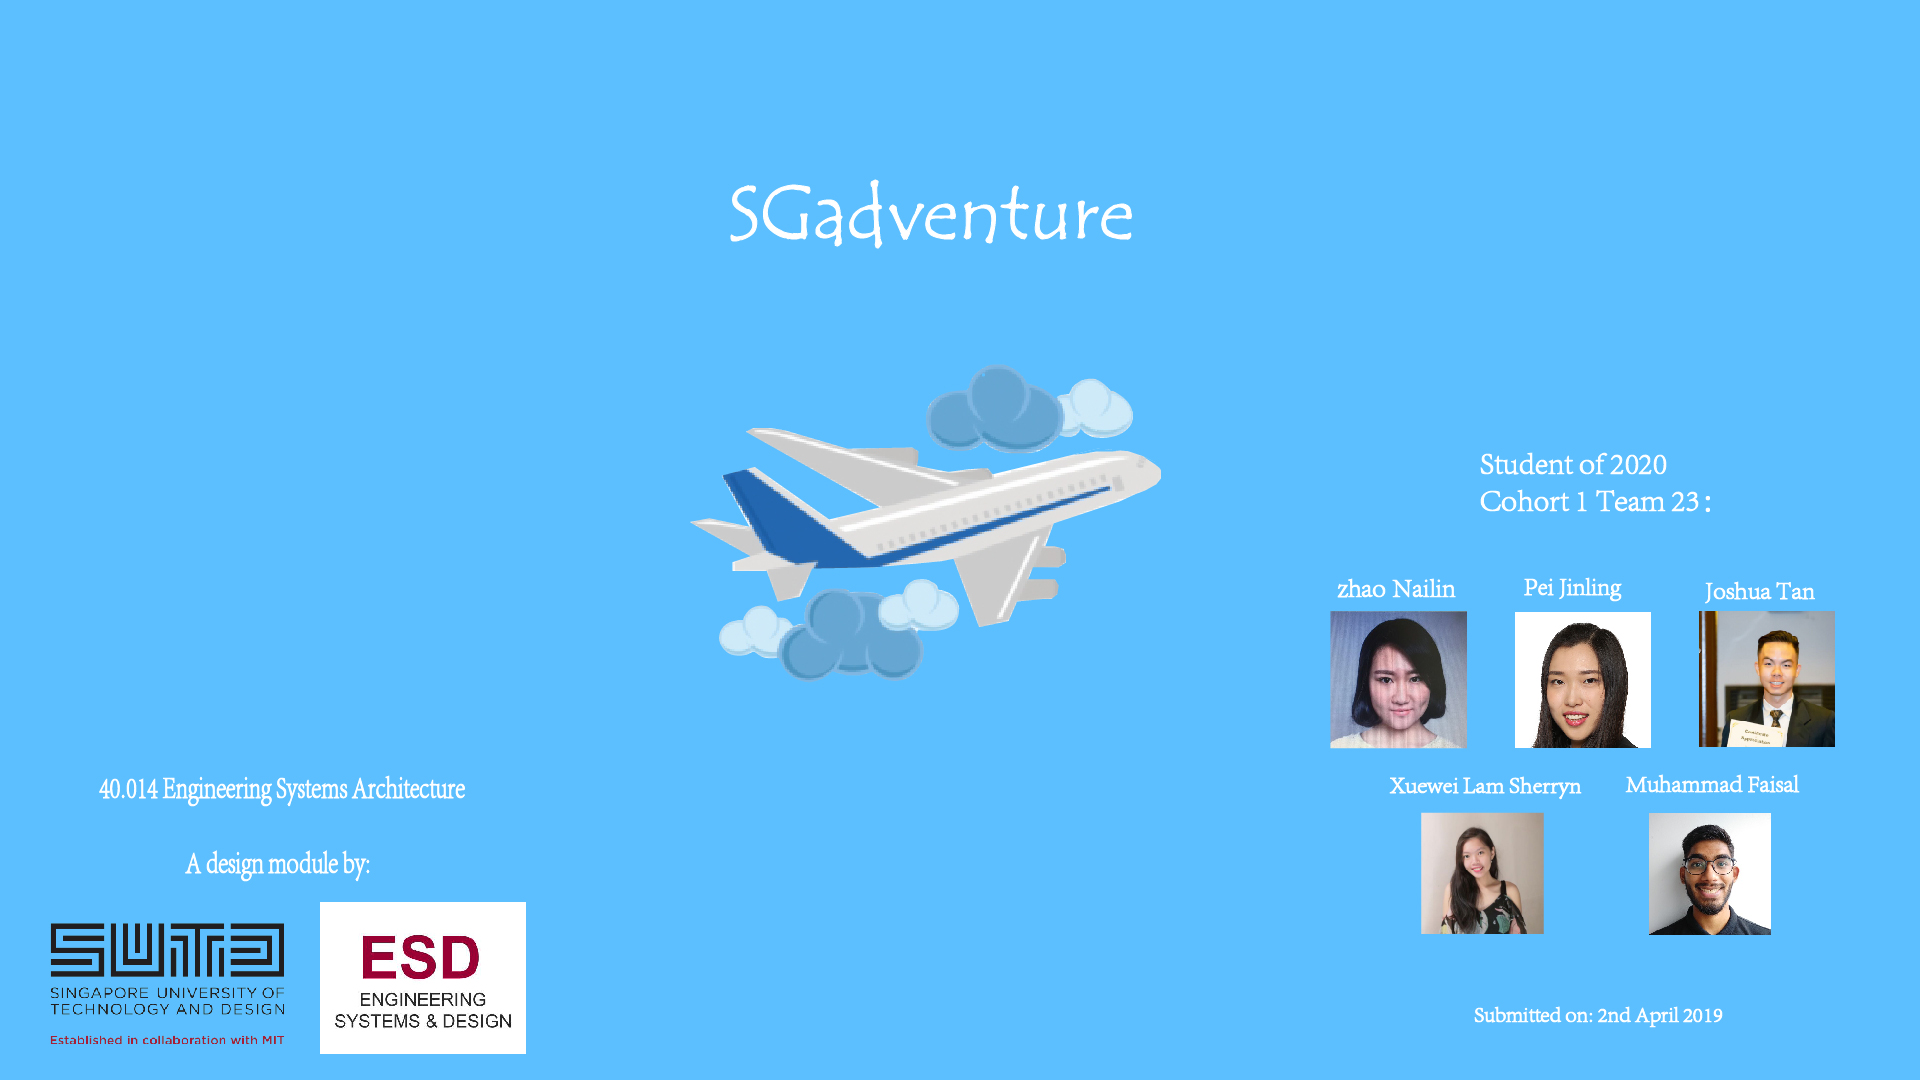 SGadventure
Student of 2020
Cohort 1 Team 23 :
zhao Nailin
Pei Jinling
Joshua Tan
Xuewei Lam Sherryn
Muhammad Faisal
40.014 Engineering Systems Architecture
A design module by:
SUTD
SINGAPORE UNIVERSITY OF
TECHNOLOGY AND DESIGN
Established in collaboration with MIT
ESD
ENGINEERING
SYSTEMS & DESIGN
Submitted on: 2nd April 2019